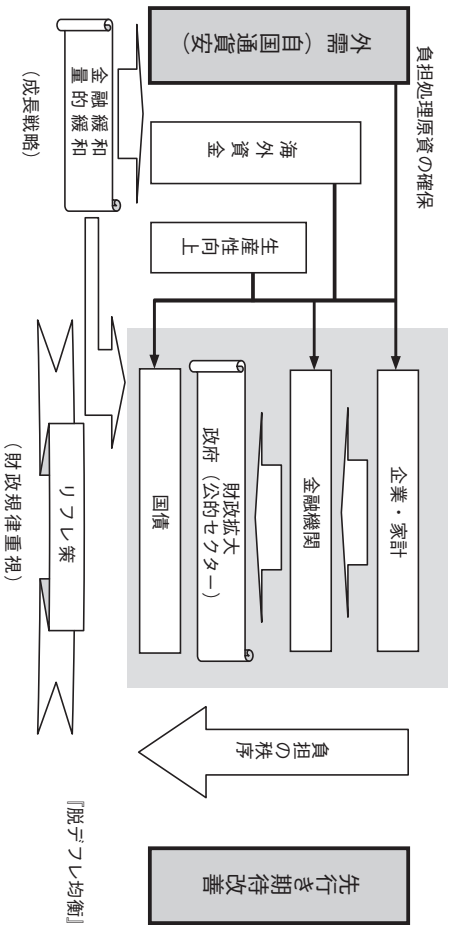 負担処理原資の確保
外需（自国通貨安）
海外資金
生産性向上
金融緩和
量的緩和
（成長戦略）
企業・家計
金融機関
財政拡大
政府（公的セクター）
国債
リフレ策
（財政規律重視）
負担の秩序
先行き期待改善
『脱デフレ均衡』